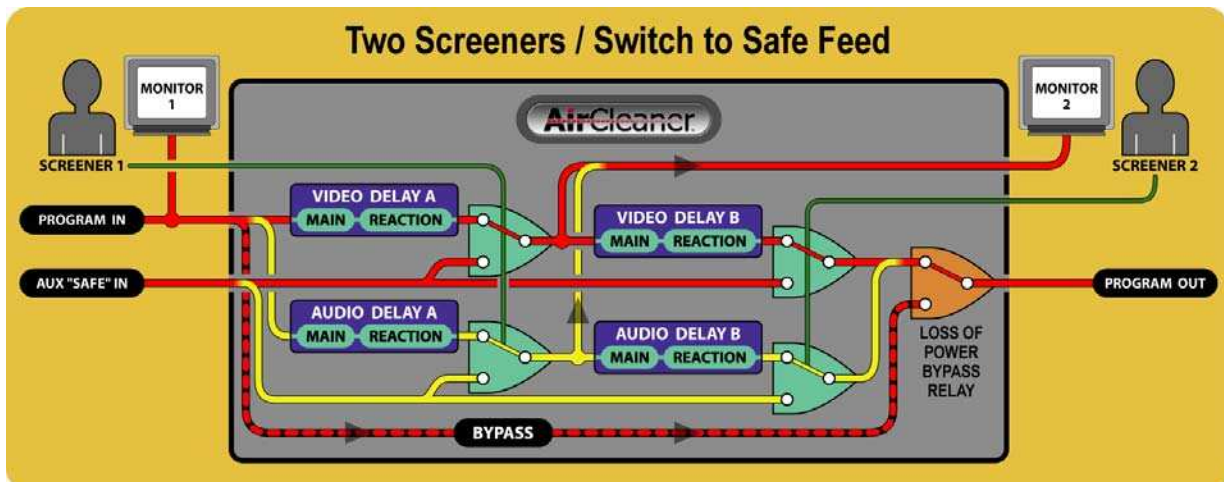 Two Screeners / Switch to Safe Feed
MONITOR
1
MONITOR
2
AirCleaner
SCREENER 1
SCREENER 2
VIDEO DELAY A
MAIN REACTION
VIDEO DELAY B
MAIN REACTION
PROGRAM IN
AUX "SAFE" IN
PROGRAM OUT
AUDIO DELAY A
MAIN REACTION
AUDIO DELAY B
MAIN REACTION
LOSS OF
POWER
BYPASS
RELAY
BYPASS